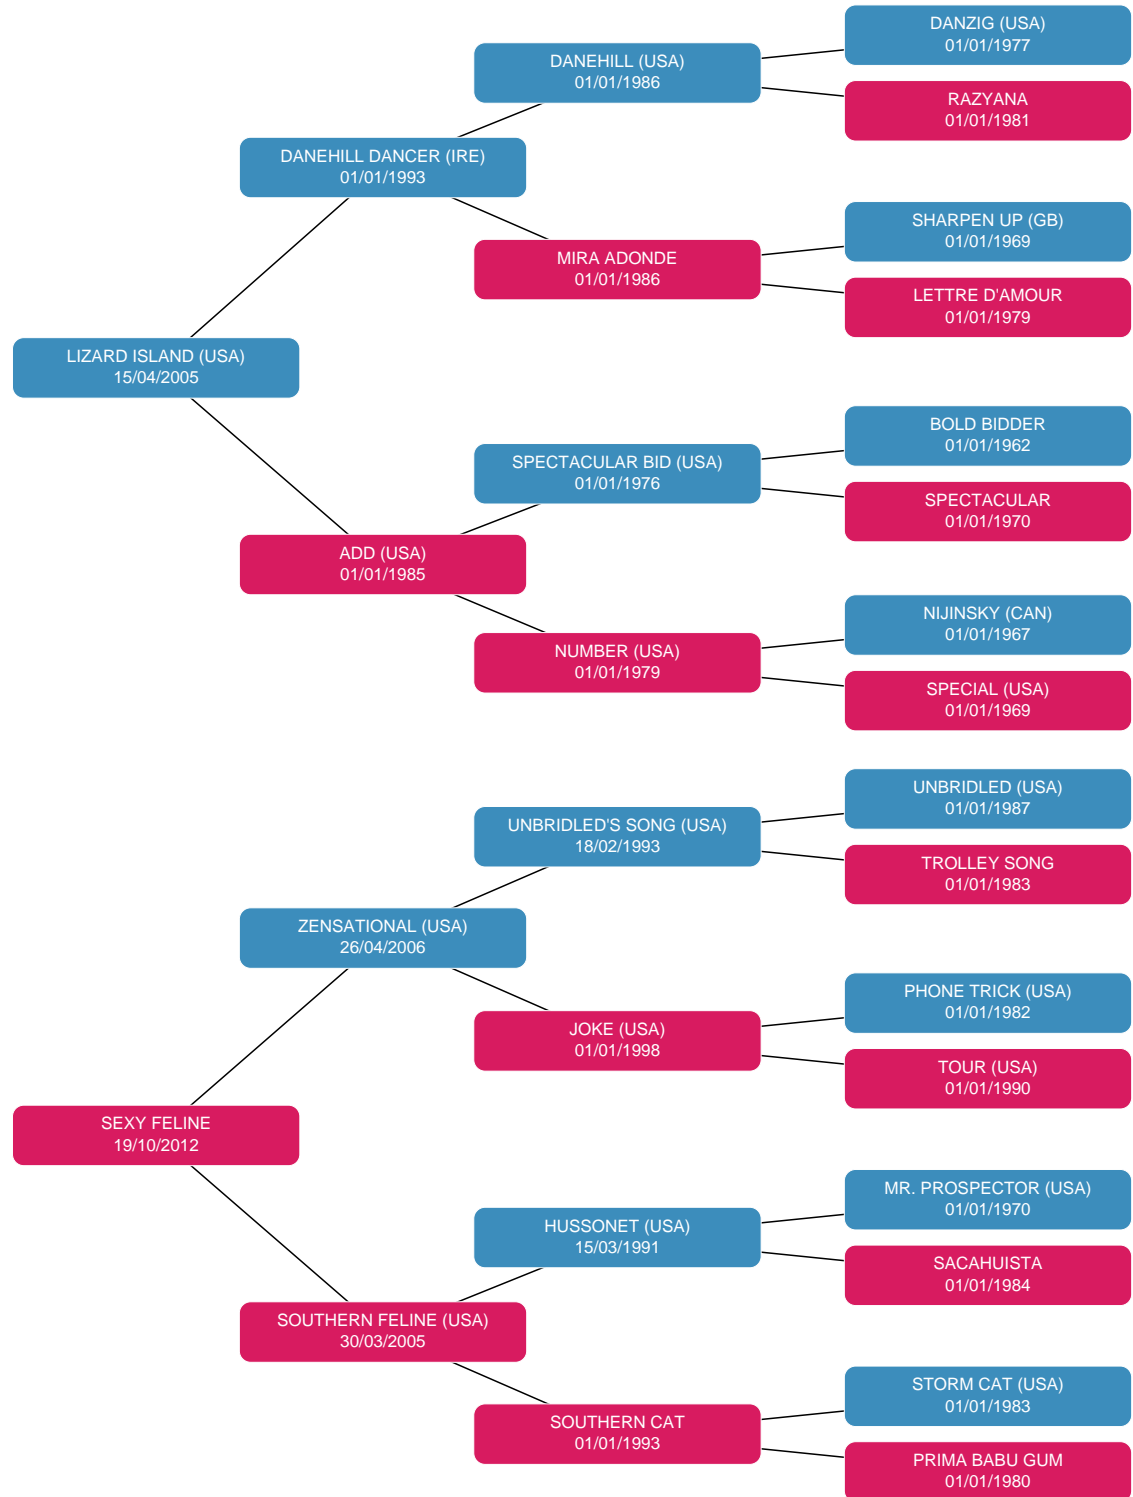 DANZIG (USA)
01/01/1977
DANEHILL (USA)
01/01/1986
RAZYANA
01/01/1981
DANEHILL DANCER (IRE)
01/01/1993
SHARPEN UP (GB)
01/01/1969
MIRA ADONDE
01/01/1986
LETTRE D'AMOUR
01/01/1979
LIZARD ISLAND (USA)
15/04/2005
BOLD BIDDER
01/01/1962
SPECTACULAR BID (USA)
01/01/1976
SPECTACULAR
01/01/1970
ADD (USA)
01/01/1985
NIJINSKY (CAN)
01/01/1967
NUMBER (USA)
01/01/1979
SPECIAL (USA)
01/01/1969
UNBRIDLED (USA)
01/01/1987
UNBRIDLED'S SONG (USA)
18/02/1993
TROLLEY SONG
01/01/1983
ZENSATIONAL (USA)
26/04/2006
PHONE TRICK (USA)
01/01/1982
JOKE (USA)
01/01/1998
TOUR (USA)
01/01/1990
SEXY FELINE
19/10/2012
MR. PROSPECTOR (USA)
01/01/1970
HUSSONET (USA)
15/03/1991
SACAHUISTA
01/01/1984
SOUTHERN FELINE (USA)
30/03/2005
STORM CAT (USA)
01/01/1983
SOUTHERN CAT
01/01/1993
PRIMA BABU GUM
01/01/1980